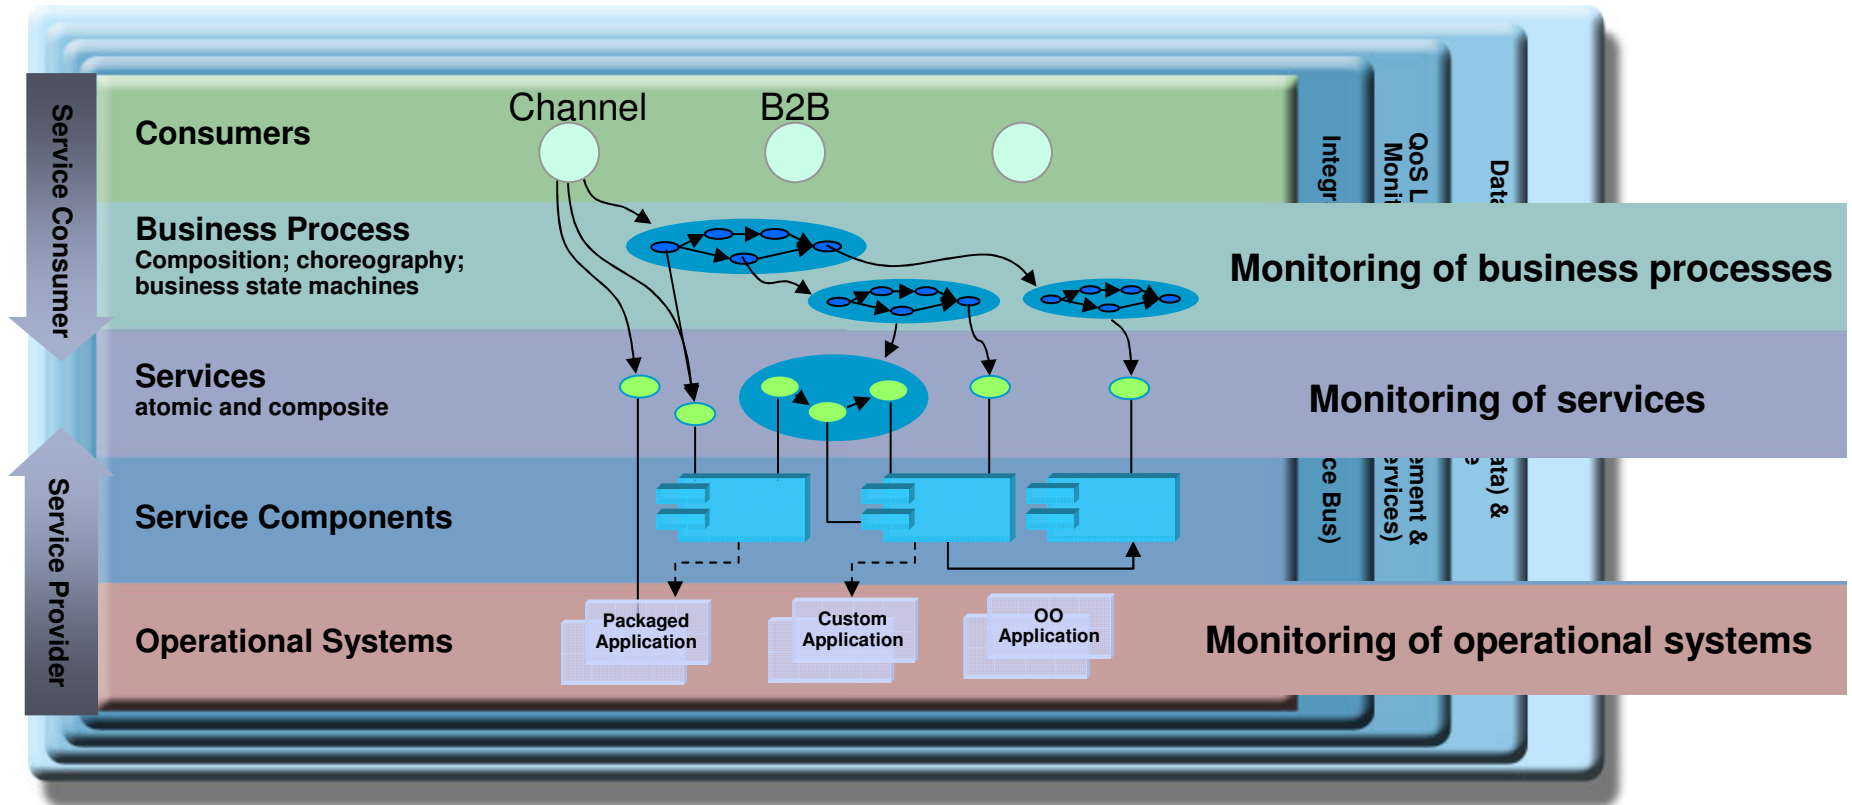 Channel
B2B
Consumers
Service Consumer
Business Process
Composition; choreography;
business state machines
Monitoring of business processes
Services
atomic and composite
Monitoring of services
Service Provider
Service Components
Operational Systems
Packaged
Application
Custom
Application
OO
Application
Monitoring of operational systems
ce Bus)
QoS
ement &
ervices)
Data
ata) &